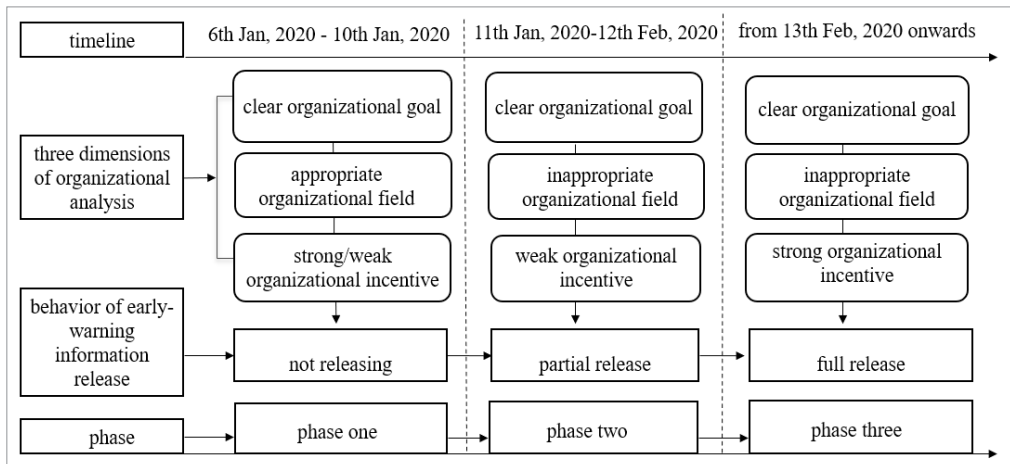 timeline
6th Jan, 2020 - 10th Jan, 2020
11th Jan, 2020-12th Feb, 2020
from 13th Feb, 2020 onwards
three dimensions
of organizational
analysis
clear organizational goal
clear organizational goal
clear organizational goal
appropriate
organizational field
inappropriate
organizational field
inappropriate
organizational field
strong/weak
organizational incentive
weak organizational
incentive
strong organizational
incentive
behavior of early-
warning
information
release
not releasing
partial release
full release
phase
phase one
phase two
phase three